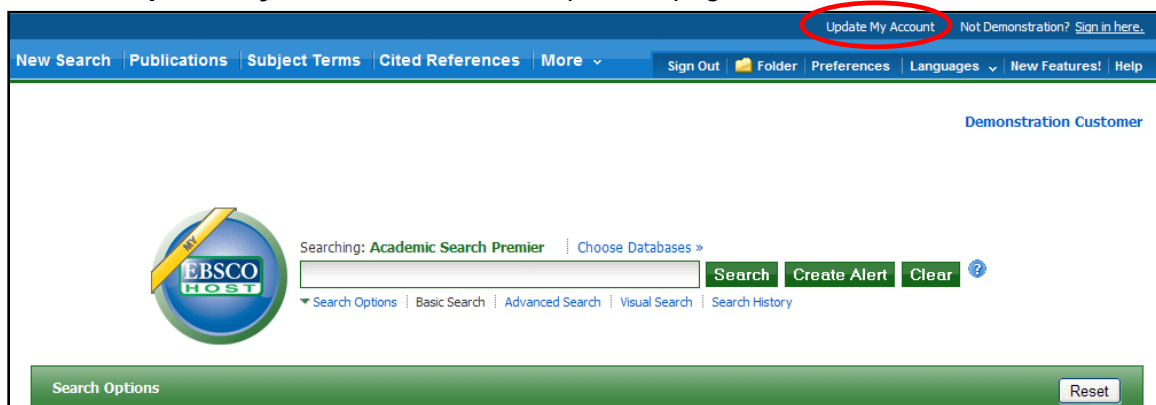 Update My Account Not Demonstration? Sign in here.
New Search Publications Subject Terms Cited References More Sign Out Folder Preferences Languages New Features! Help
Demonstration Customer
MY
EBSCO
HOST
Searching: Academic Search Premier Choose Databases »
Search Create Alert Clear ?
Search Options Basic Search Advanced Search Visual Search Search History
Search Options Reset